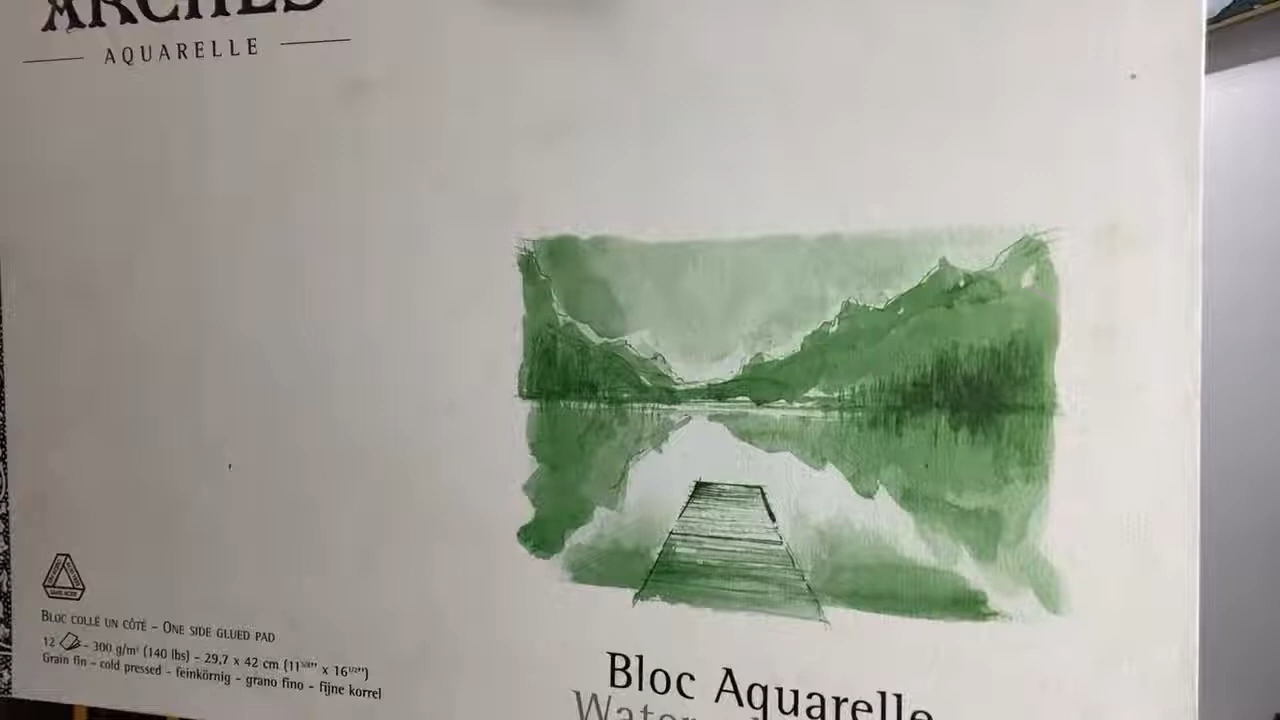 ARCHES
AQUARELLE
BLOC COLLÉ UN CÔTÉ – ONE SIDE GLUED PAD
12 – 300 g/m² (140 lbs) – 29,7 x 42 cm (11 3/4" x 16 1/2")
Grain fin – cold pressed – feinkörnig – grano fino – fijne korrel
Bloc Aquarelle